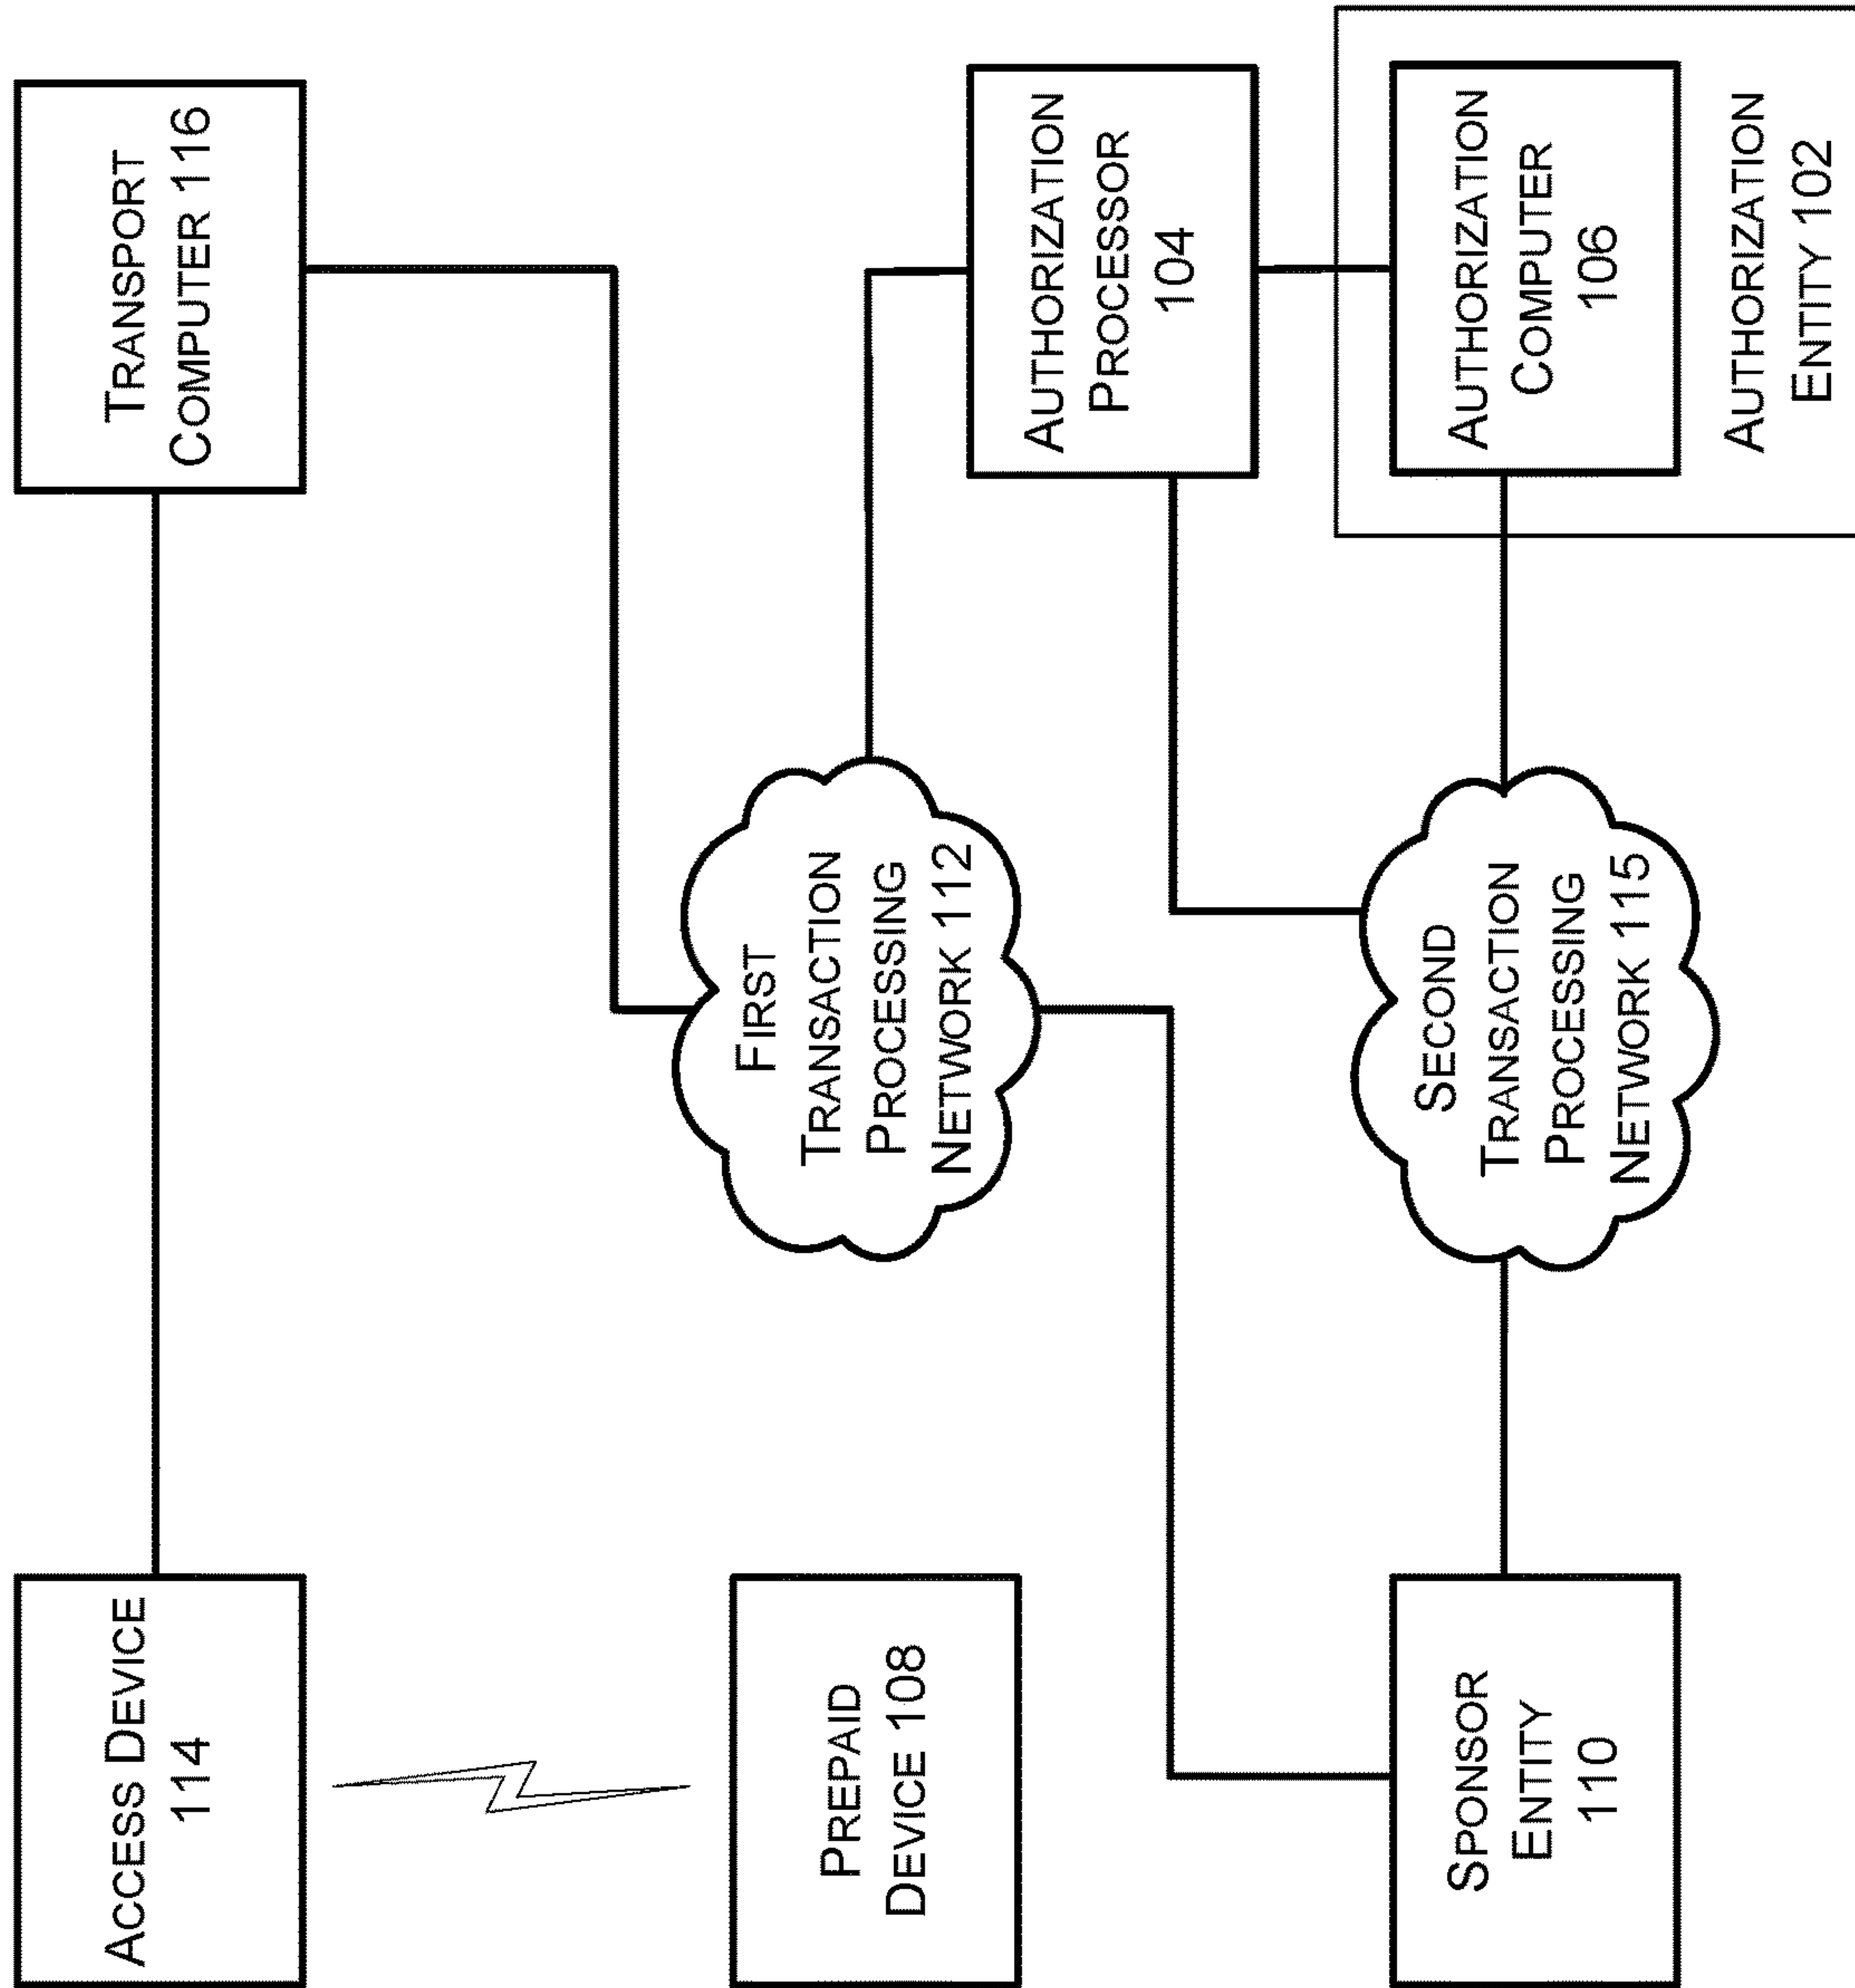 ACCESS DEVICE
114
TRANSPORT
COMPUTER 116
PREPAID
DEVICE 108
FIRST
TRANSACTION
PROCESSING
NETWORK 112
AUTHORIZATION
PROCESSOR
104
SPONSOR
ENTITY
110
SECOND
TRANSACTION
PROCESSING
NETWORK 115
AUTHORIZATION
COMPUTER
106
AUTHORIZATION
ENTITY 102